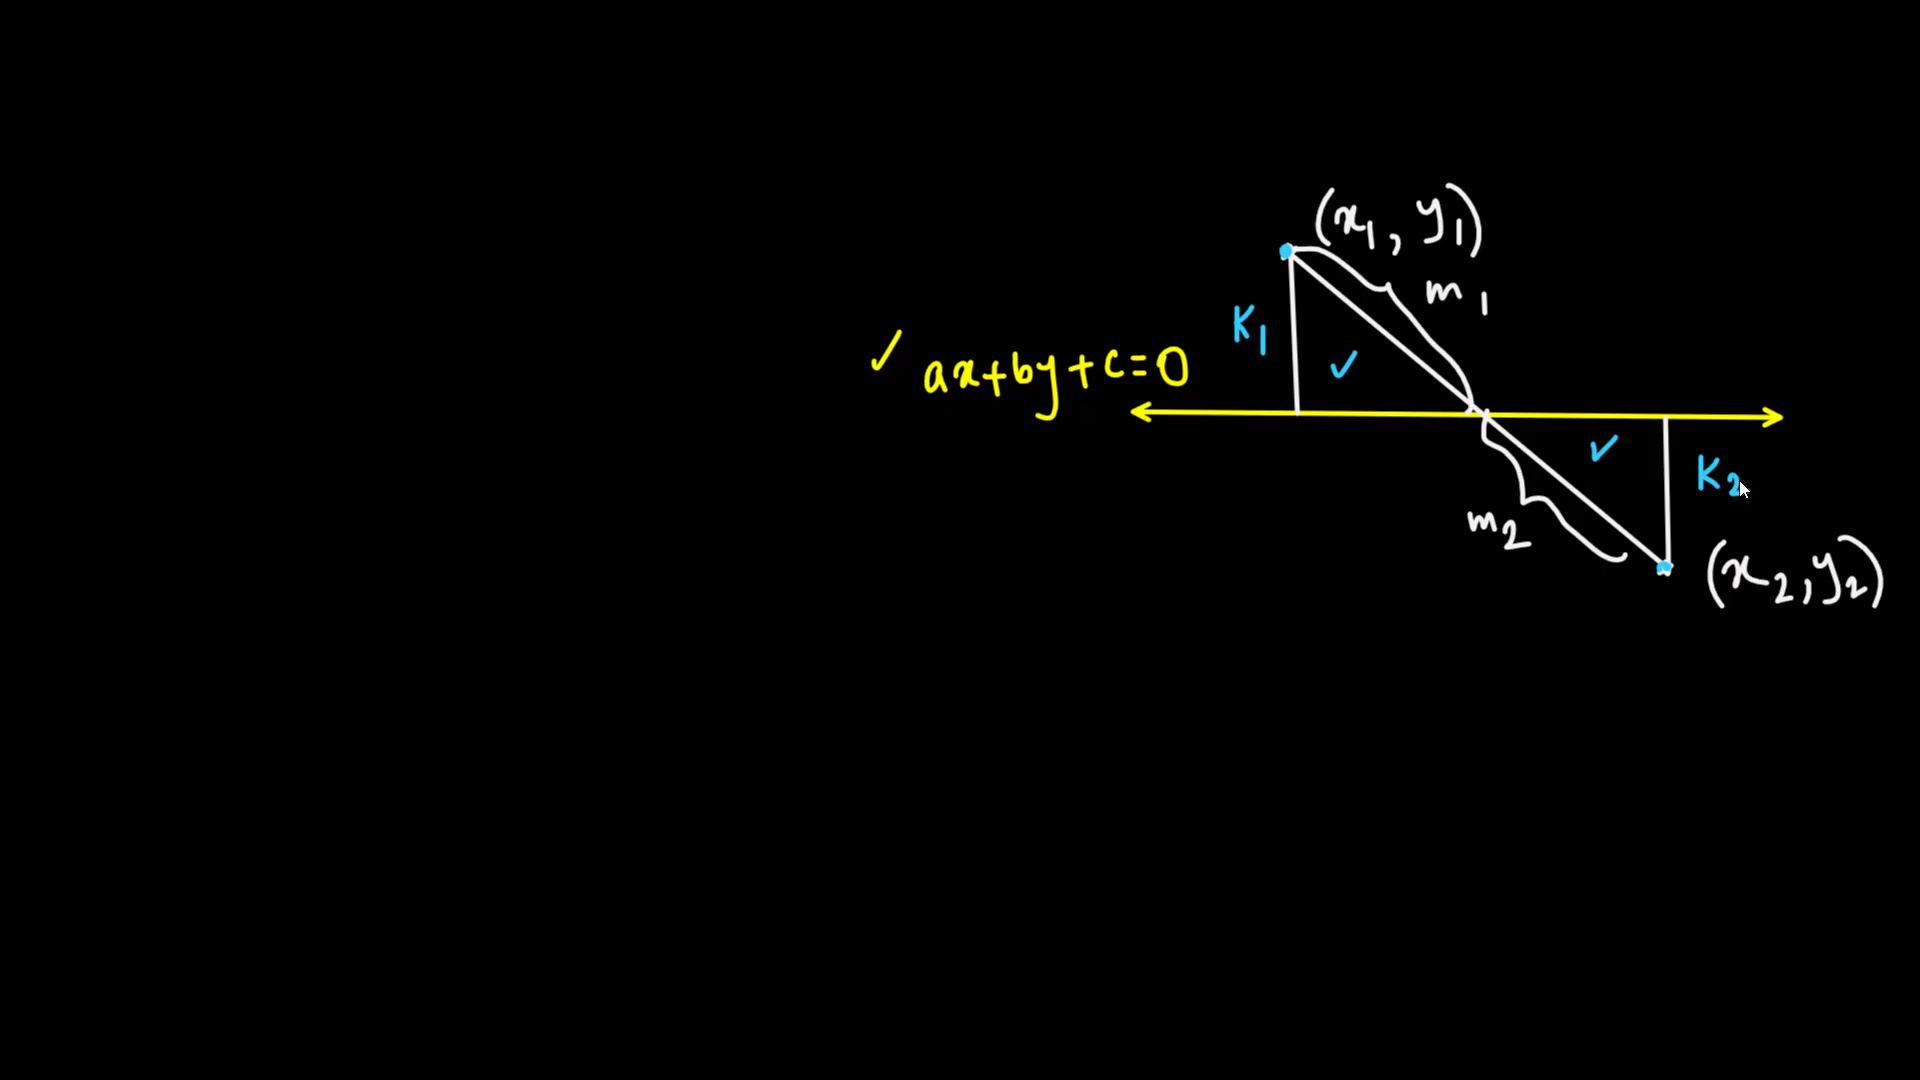 (x₁, y₁)
m₁
K₁
✓ ax+by+c=0
✓
✓
K₂
m₂
(x₂,y₂)